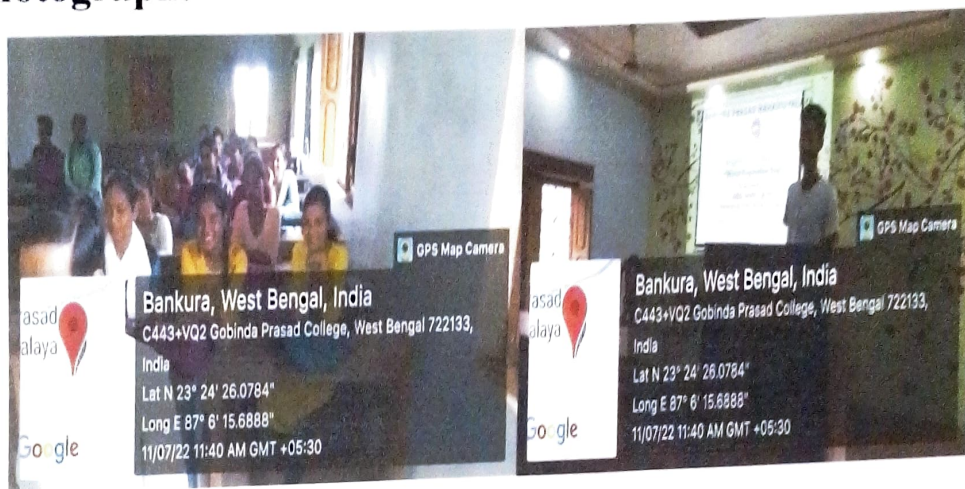 GPS Map Camera
Bankura, West Bengal, India
C443+VQ2 Gobinda Prasad College, West Bengal 722133,
India
Lat N 23° 24' 26.0784"
Long E 87° 6' 15.6888"
11/07/22 11:40 AM GMT +05:30
rasad
alaya
Google
GPS Map Camera
Bankura, West Bengal, India
C443+VQ2 Gobinda Prasad College, West Bengal 722133,
India
Lat N 23° 24' 26.0784"
Long E 87° 6' 15.6888"
11/07/22 11:40 AM GMT +05:30
asad
alaya
Google